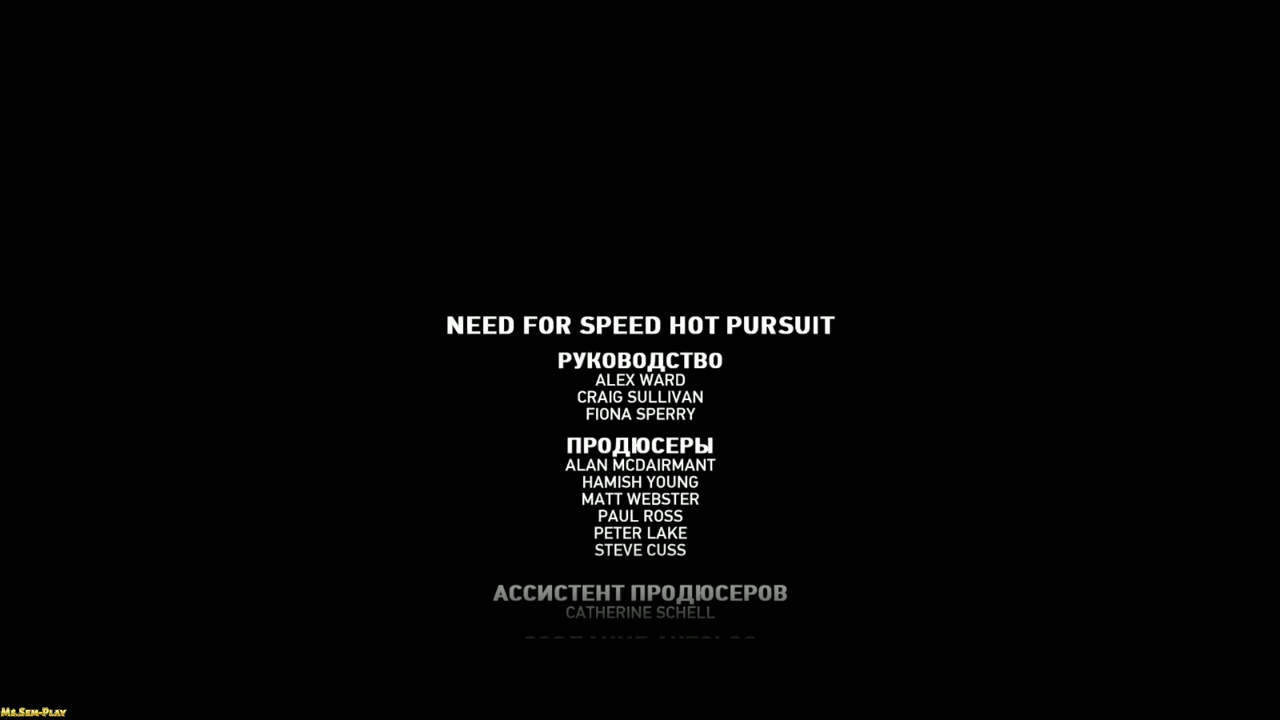 NEED FOR SPEED HOT PURSUIT
РУКОВОДСТВО
ALEX WARD
CRAIG SULLIVAN
FIONA SPERRY
ПРОДЮСЕРЫ
ALAN MCDAIRMANT
HAMISH YOUNG
MATT WEBSTER
PAUL ROSS
PETER LAKE
STEVE CUSS
АССИСТЕНТ ПРОДЮСЕРОВ
CATHERINE SCHELL
Ms.Sem-Play